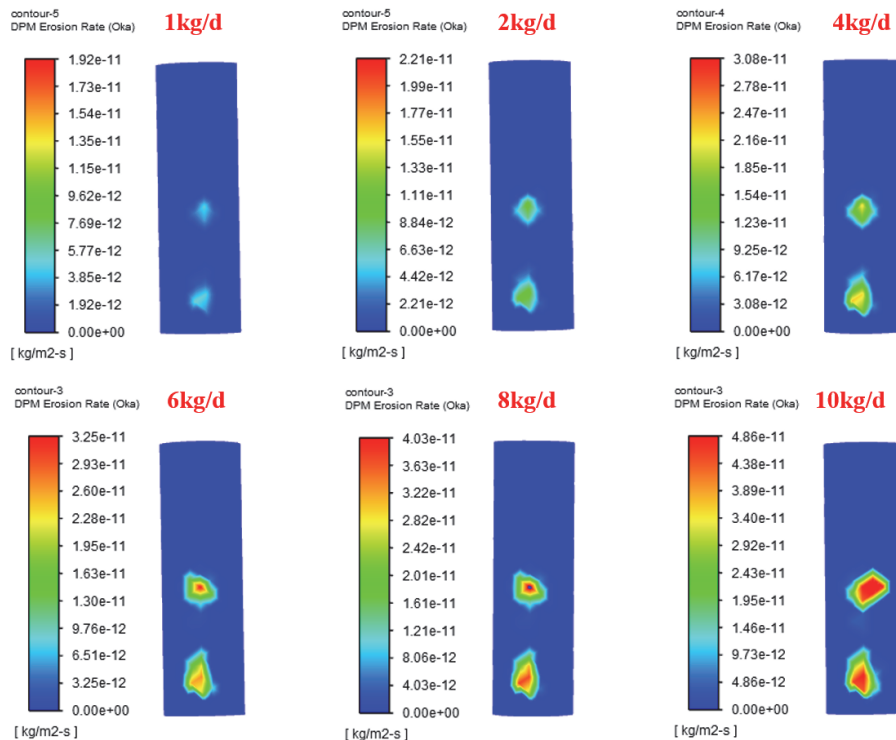 contour-5
DPM Erosion Rate (Oka)
1kg/d
1.92e-11
1.73e-11
1.54e-11
1.35e-11
1.15e-11
9.62e-12
7.69e-12
5.77e-12
3.85e-12
1.92e-12
0.00e+00
[ kg/m2-s ]
contour-5
DPM Erosion Rate (Oka)
2kg/d
2.21e-11
1.99e-11
1.77e-11
1.55e-11
1.33e-11
1.11e-11
8.84e-12
6.63e-12
4.42e-12
2.21e-12
0.00e+00
[ kg/m2-s ]
contour-4
DPM Erosion Rate (Oka)
4kg/d
3.08e-11
2.78e-11
2.47e-11
2.16e-11
1.85e-11
1.54e-11
1.23e-11
9.25e-12
6.17e-12
3.08e-12
0.00e+00
[ kg/m2-s ]
contour-3
DPM Erosion Rate (Oka)
6kg/d
3.25e-11
2.93e-11
2.60e-11
2.28e-11
1.95e-11
1.63e-11
1.30e-11
9.76e-12
6.51e-12
3.25e-12
0.00e+00
[ kg/m2-s ]
contour-3
DPM Erosion Rate (Oka)
8kg/d
4.03e-11
3.63e-11
3.22e-11
2.82e-11
2.42e-11
2.01e-11
1.61e-11
1.21e-11
8.06e-12
4.03e-12
0.00e+00
[ kg/m2-s ]
contour-3
DPM Erosion Rate (Oka)
10kg/d
4.86e-11
4.38e-11
3.89e-11
3.40e-11
2.92e-11
2.43e-11
1.95e-11
1.46e-11
9.73e-12
4.86e-12
0.00e+00
[ kg/m2-s ]